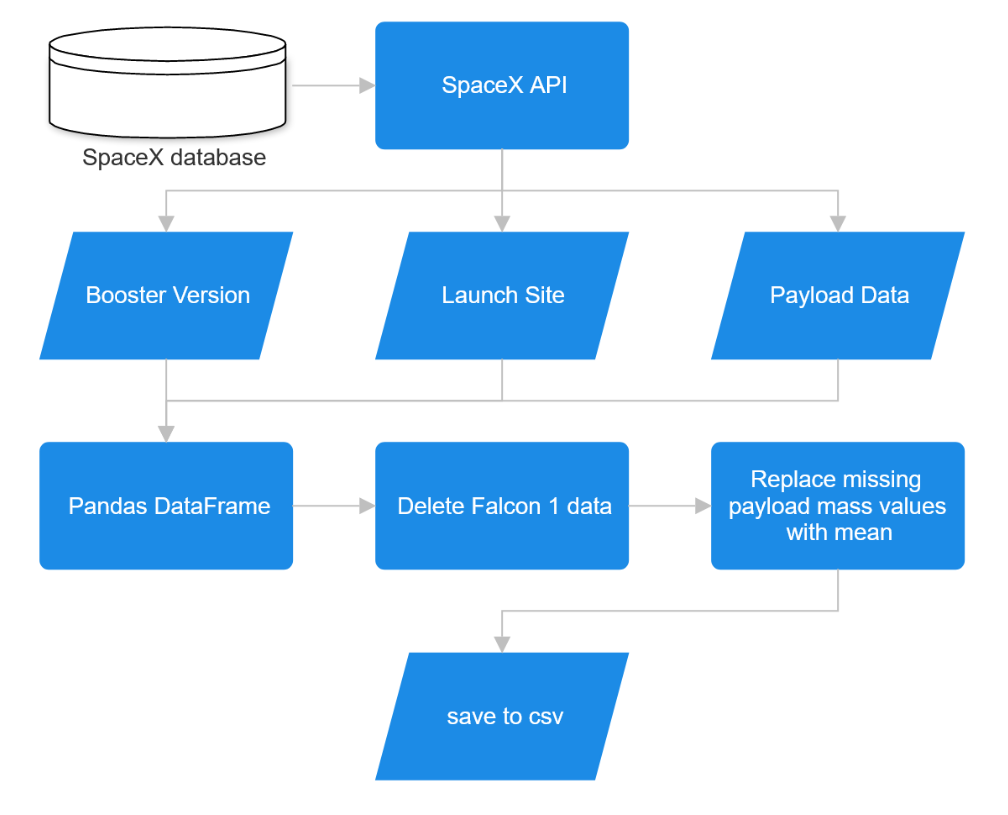 SpaceX API
SpaceX database
Booster Version
Launch Site
Payload Data
Pandas DataFrame
Delete Falcon 1 data
Replace missing
payload mass values
with mean
save to csv